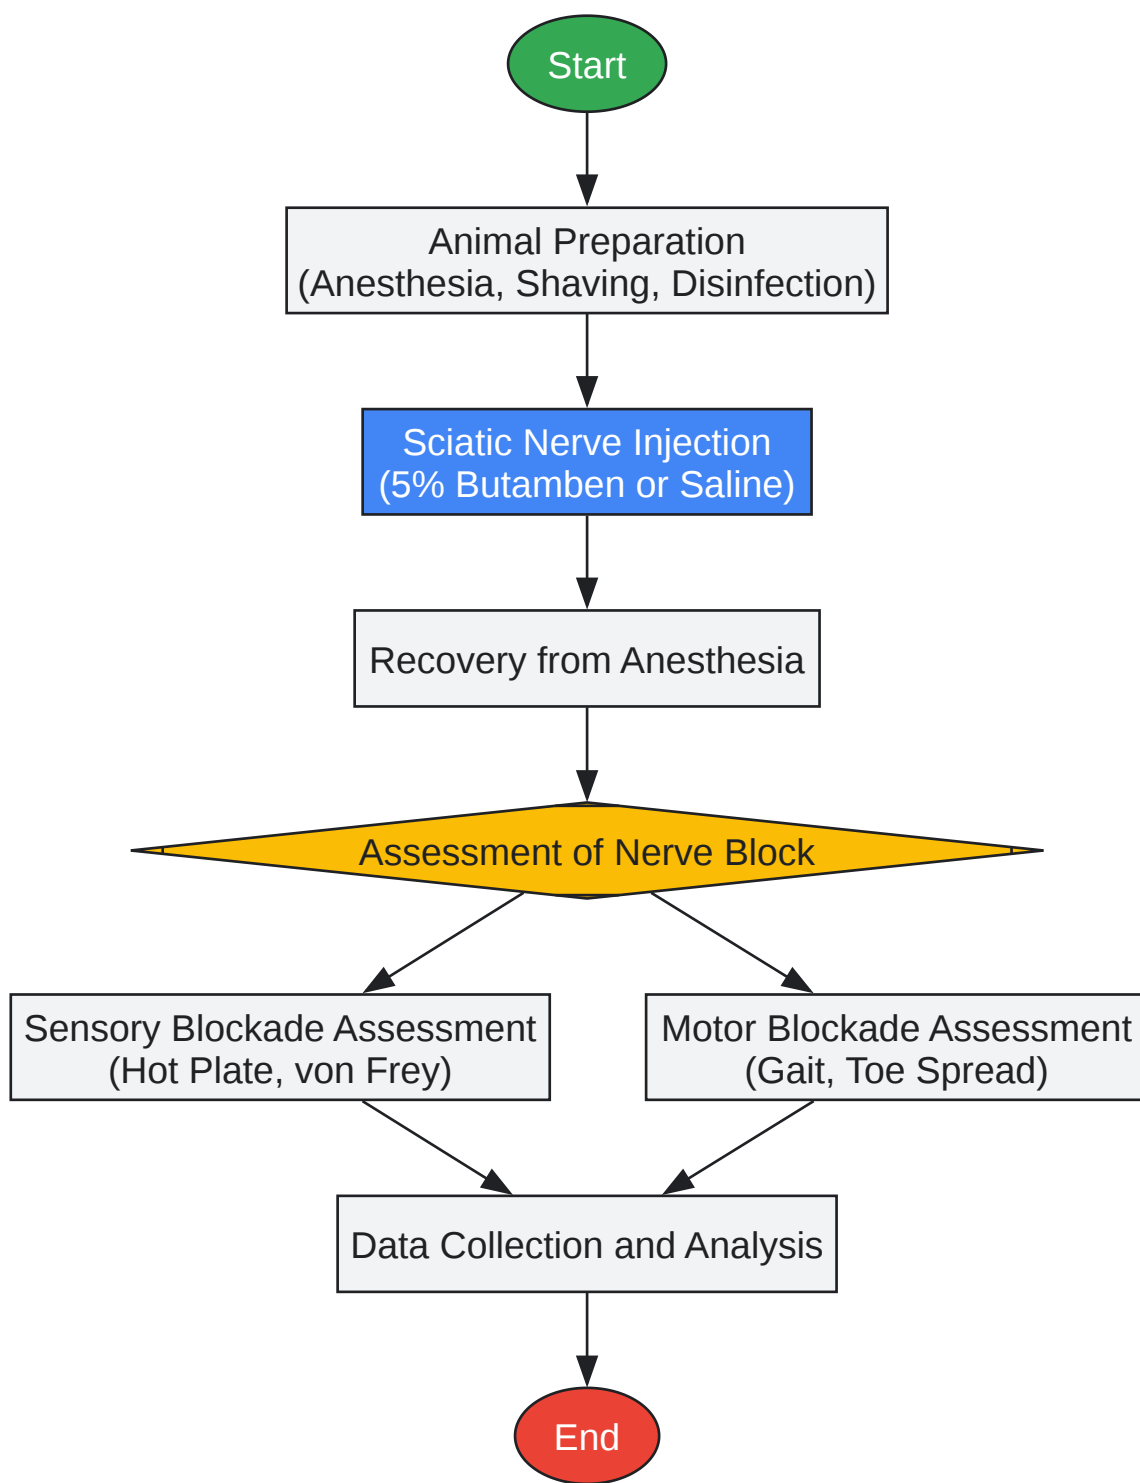 Start
Animal Preparation
(Anesthesia, Shaving, Disinfection)
Sciatic Nerve Injection
(5% Butamben or Saline)
Recovery from Anesthesia
Assessment of Nerve Block
Sensory Blockade Assessment
(Hot Plate, von Frey)
Motor Blockade Assessment
(Gait, Toe Spread)
Data Collection and Analysis
End